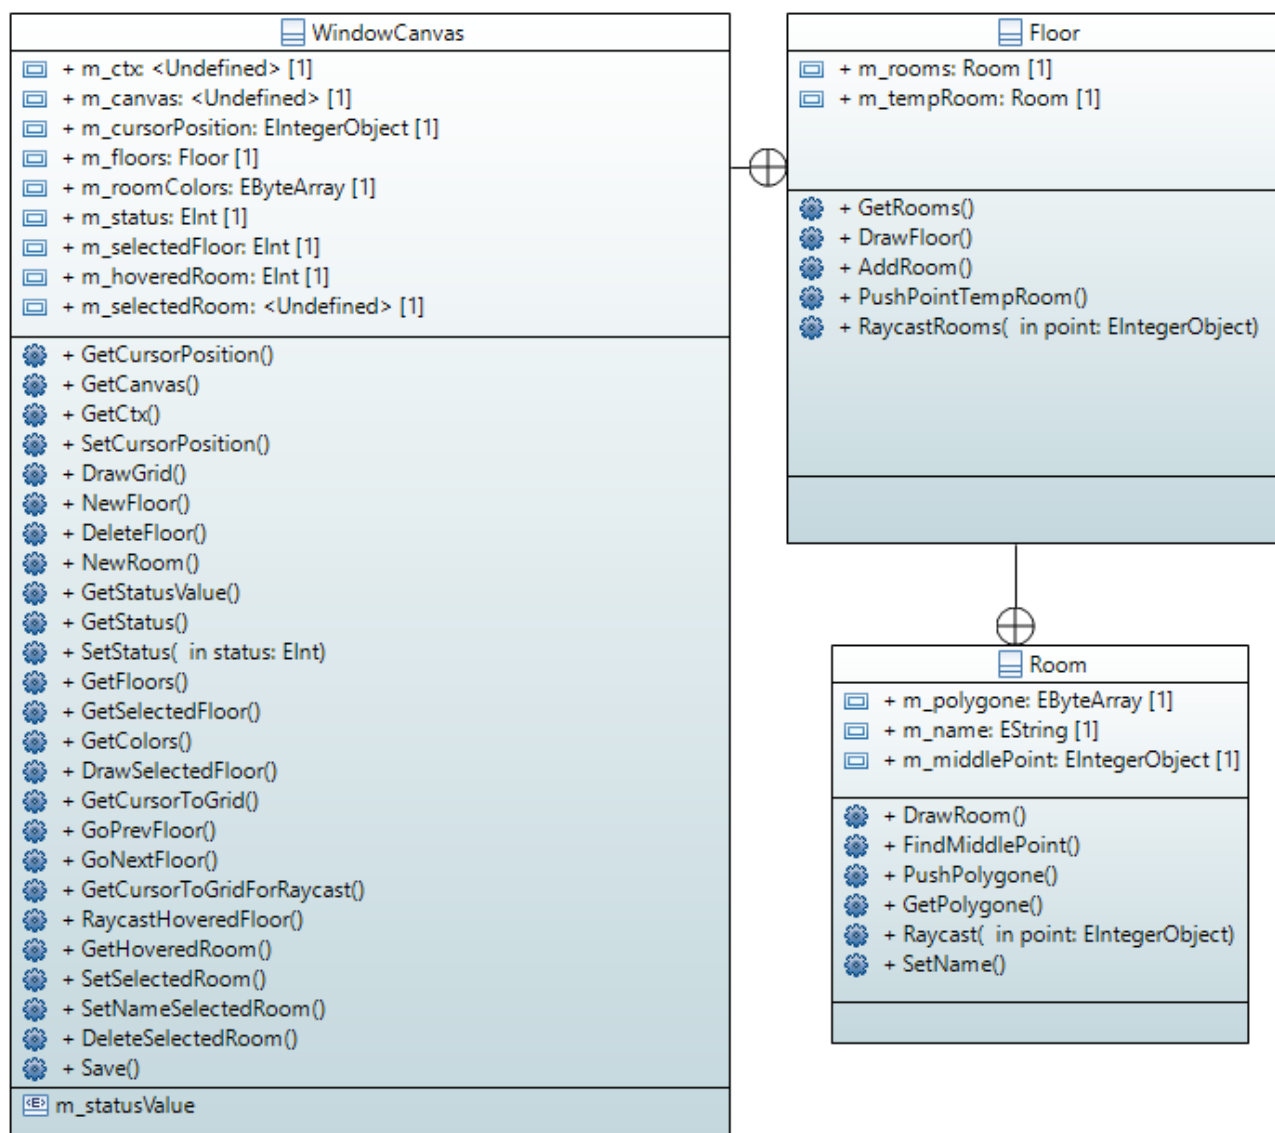 WindowCanvas
+ m_ctx: <Undefined> [1]
+ m_canvas: <Undefined> [1]
+ m_cursorPosition: EIntegerObject [1]
+ m_floors: Floor [1]
+ m_roomColors: EByteArray [1]
+ m_status: EInt [1]
+ m_selectedFloor: EInt [1]
+ m_hoveredRoom: EInt [1]
+ m_selectedRoom: <Undefined> [1]
+ GetCursorPosition()
+ GetCanvas()
+ GetCtx()
+ SetCursorPosition()
+ DrawGrid()
+ NewFloor()
+ DeleteFloor()
+ NewRoom()
+ GetStatusValue()
+ GetStatus()
+ SetStatus(  in status: EInt)
+ GetFloors()
+ GetSelectedFloor()
+ GetColors()
+ DrawSelectedFloor()
+ GetCursorToGrid()
+ GoPrevFloor()
+ GoNextFloor()
+ GetCursorToGridForRaycast()
+ RaycastHoveredFloor()
+ GetHoveredRoom()
+ SetSelectedRoom()
+ SetNameSelectedRoom()
+ DeleteSelectedRoom()
+ Save()
<E> m_statusValue
Floor
+ m_rooms: Room [1]
+ m_tempRoom: Room [1]
+ GetRooms()
+ DrawFloor()
+ AddRoom()
+ PushPointTempRoom()
+ RaycastRooms(  in point: EIntegerObject)
Room
+ m_polygone: EByteArray [1]
+ m_name: EString [1]
+ m_middlePoint: EIntegerObject [1]
+ DrawRoom()
+ FindMiddlePoint()
+ PushPolygone()
+ GetPolygone()
+ Raycast(  in point: EIntegerObject)
+ SetName()